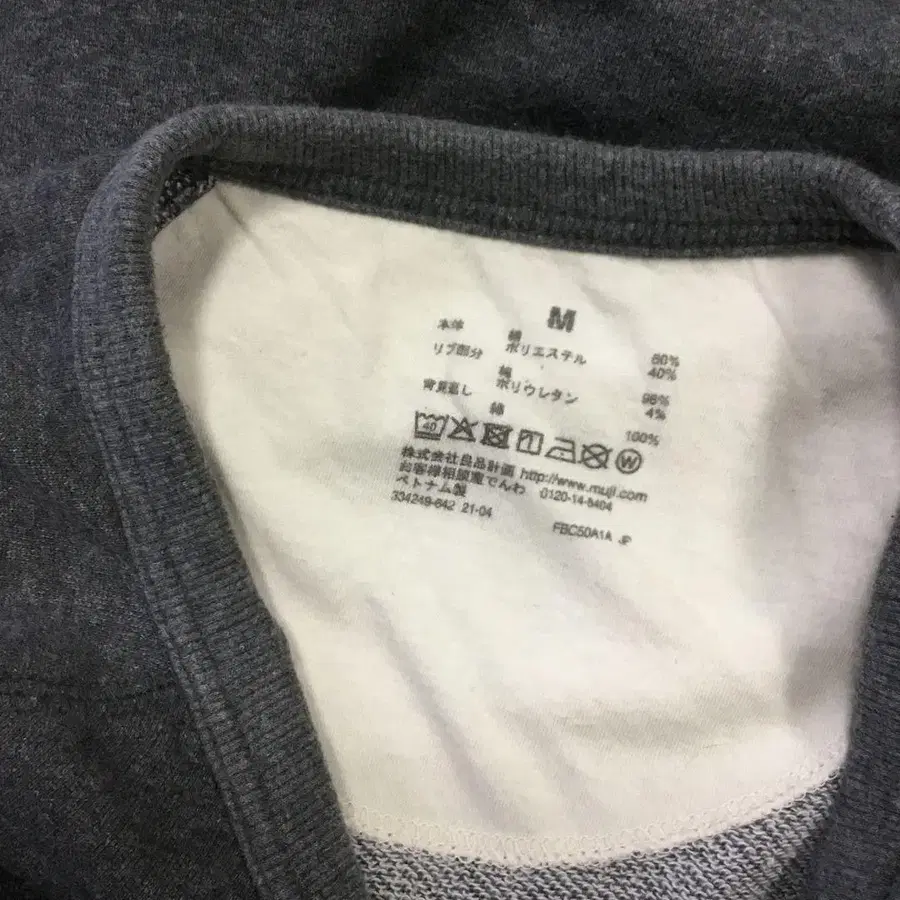 M
本体 綿 60%
ポリエステル 40%
リブ部分 綿 96%
ポリウレタン 4%
背見返し 綿 100%
40 W
株式会社良品計画 http://www.muji.com
お客様相談室でんわ 0120-14-6404
ベトナム製
334249-642 21-04 FBC50A1A JP